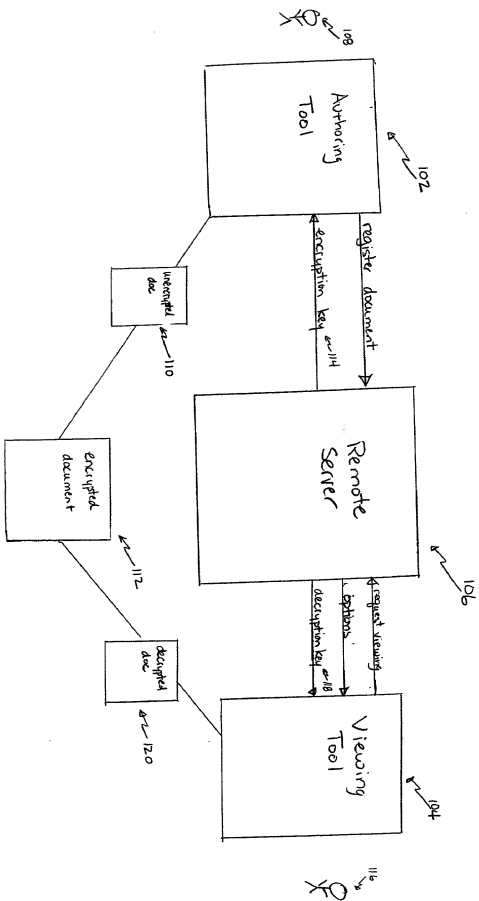 108
102
Authoring
Tool
register document
encryption key
114
unencrypted
doc
110
encrypted
document
112
106
Remote
Server
request viewing
options
decryption key
118
decrypted
doc
120
104
Viewing
Tool
116